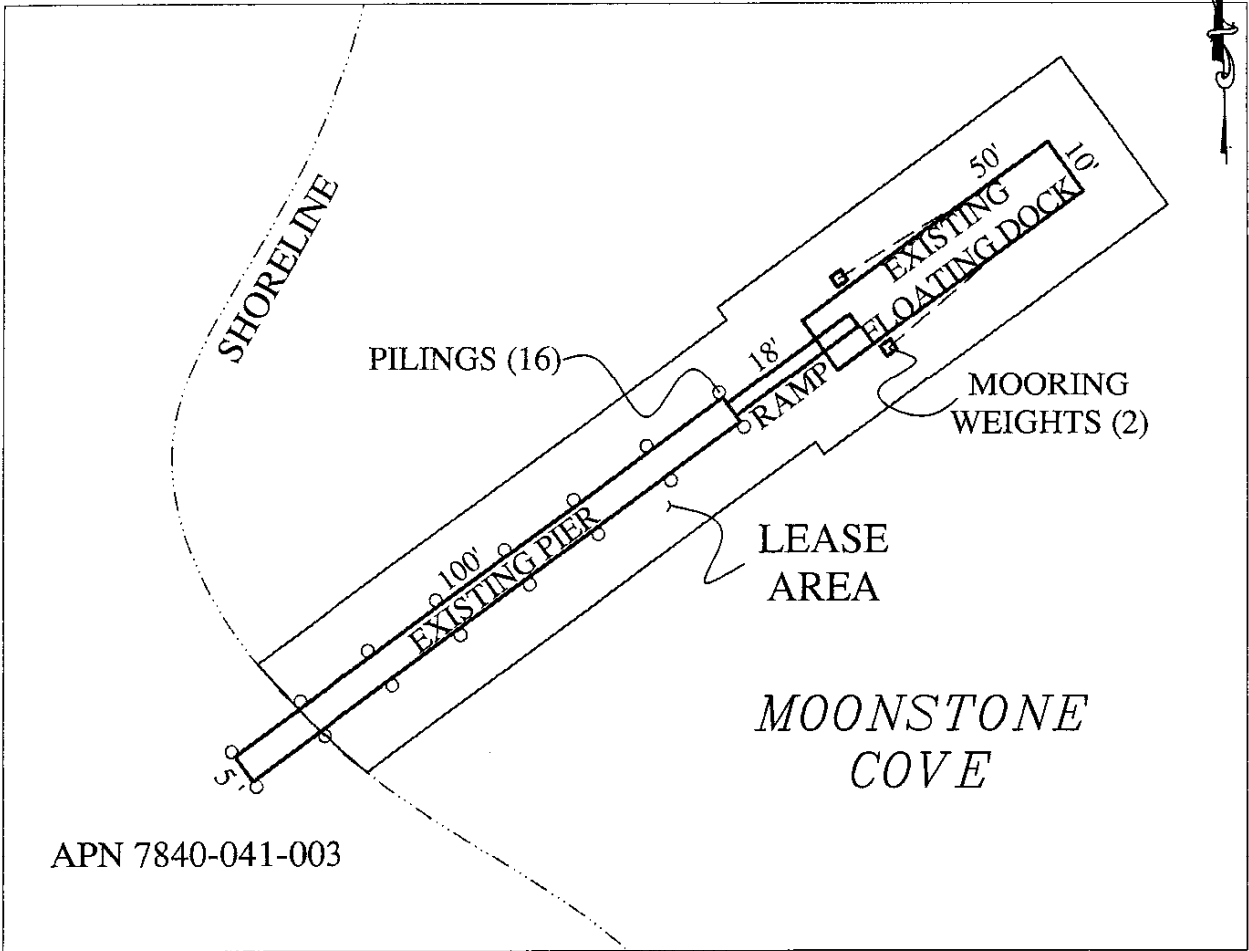 50'
10'
EXISTING
FLOATING DOCK
SHORELINE
PILINGS (16)
18'
RAMP
MOORING
WEIGHTS (2)
100'
EXISTING PIER
LEASE
AREA
MOONSTONE
COVE
5'
APN 7840-041-003